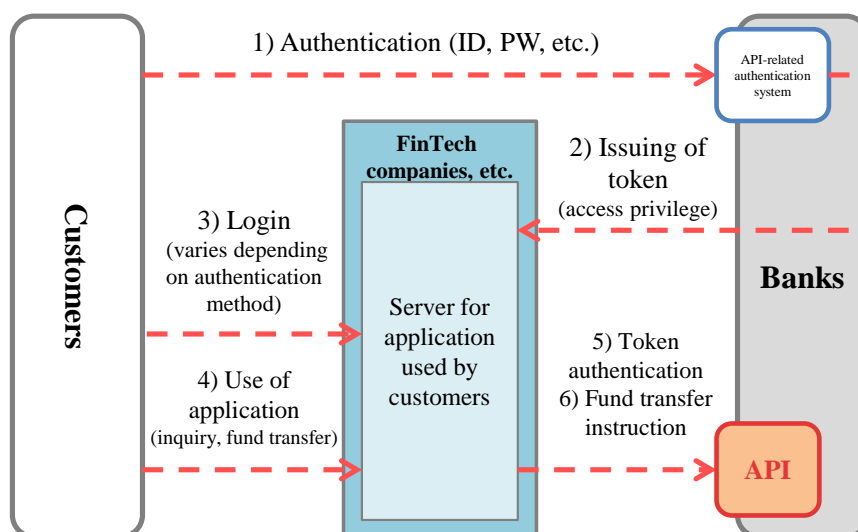 1) Authentication (ID, PW, etc.)
API-related
authentication
system
FinTech
companies, etc.
2) Issuing of
token
(access privilege)
Customers
3) Login
(varies depending
on authentication
method)
Banks
Server for
application
used by
customers
4) Use of
application
(inquiry, fund transfer)
5) Token
authentication
6) Fund transfer
instruction
API